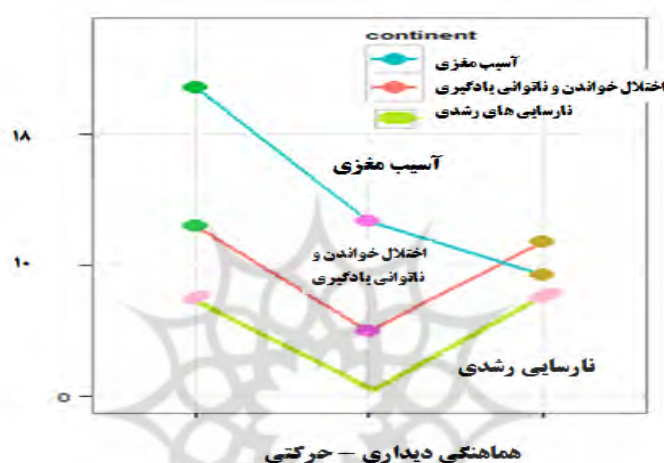 continent
آسیب مغزی
اختلال خواندن و ناتوانی یادگیری
نارسایی های رشدی
۱۸
آسیب مغزی
اختلال خواندن و
ناتوانی یادگیری
۱۰
نارسایی رشدی
۵
هماهنگی دیداری – حرکتی